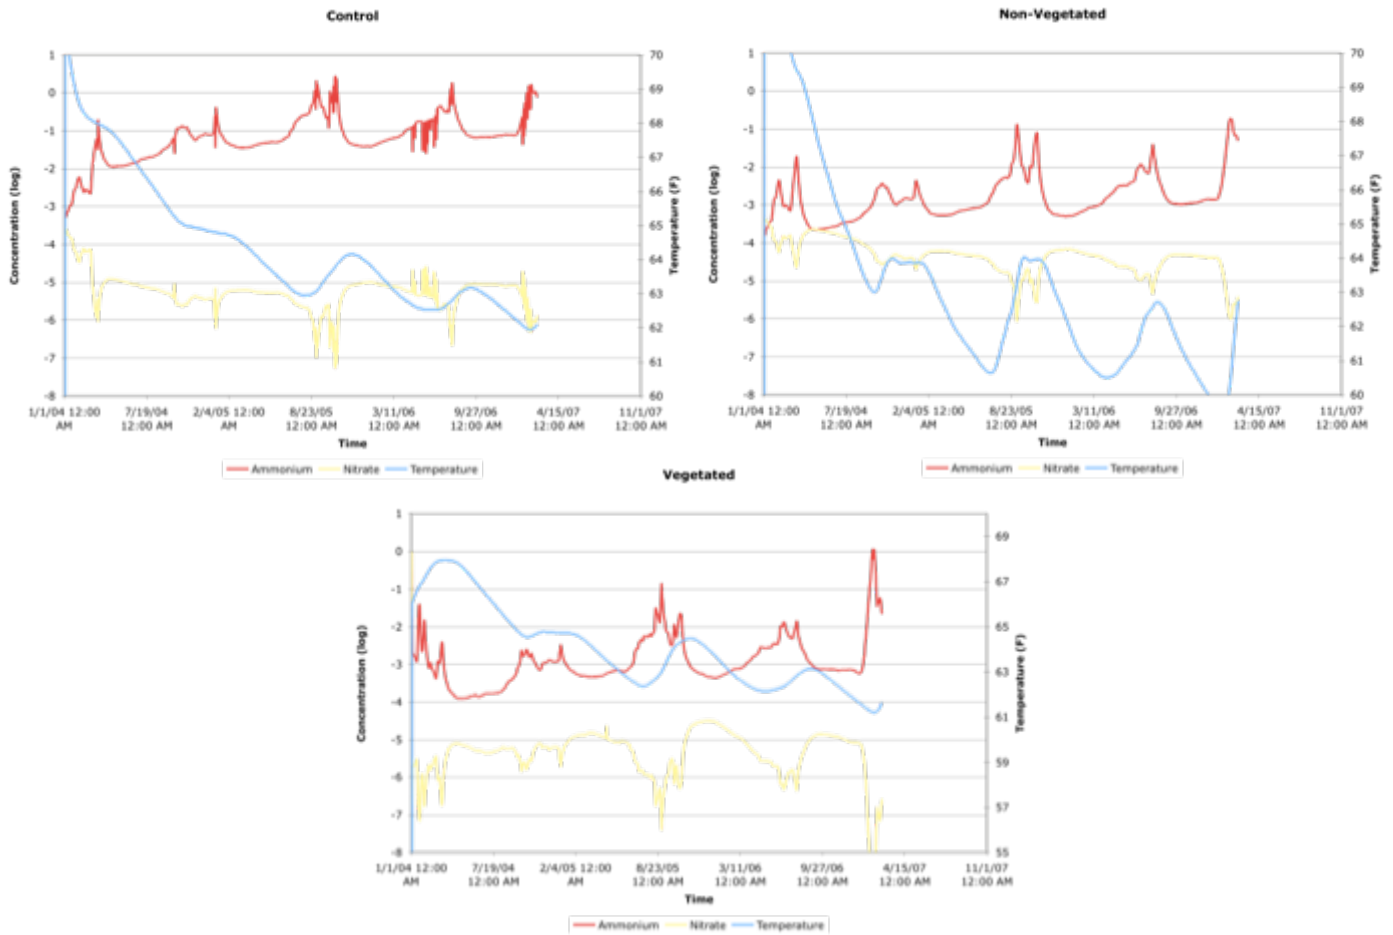 Control
1
0
-1
-2
-3
-4
-5
-6
-7
-8
Concentration (log)
70
69
68
67
66
65
64
63
62
61
60
Temperature (F)
1/1/04 12:00 AM
7/19/04 12:00 AM
2/4/05 12:00 AM
8/23/05 12:00 AM
3/11/06 12:00 AM
9/27/06 12:00 AM
4/15/07 12:00 AM
11/1/07 12:00 AM
Time
Ammonium Nitrate Temperature
Non-Vegetated
1
0
-1
-2
-3
-4
-5
-6
-7
-8
Concentration (log)
70
69
68
67
66
65
64
63
62
61
60
Temperature (F)
1/1/04 12:00 AM
7/19/04 12:00 AM
2/4/05 12:00 AM
8/23/05 12:00 AM
3/11/06 12:00 AM
9/27/06 12:00 AM
4/15/07 12:00 AM
11/1/07 12:00 AM
Time
Ammonium Nitrate Temperature
Vegetated
1
0
-1
-2
-3
-4
-5
-6
-7
-8
Concentration (log)
69
67
65
63
61
59
57
55
Temperature (F)
1/1/04 12:00 AM
7/19/04 12:00 AM
2/4/05 12:00 AM
8/23/05 12:00 AM
3/11/06 12:00 AM
9/27/06 12:00 AM
4/15/07 12:00 AM
11/1/07 12:00 AM
Time
Ammonium Nitrate Temperature